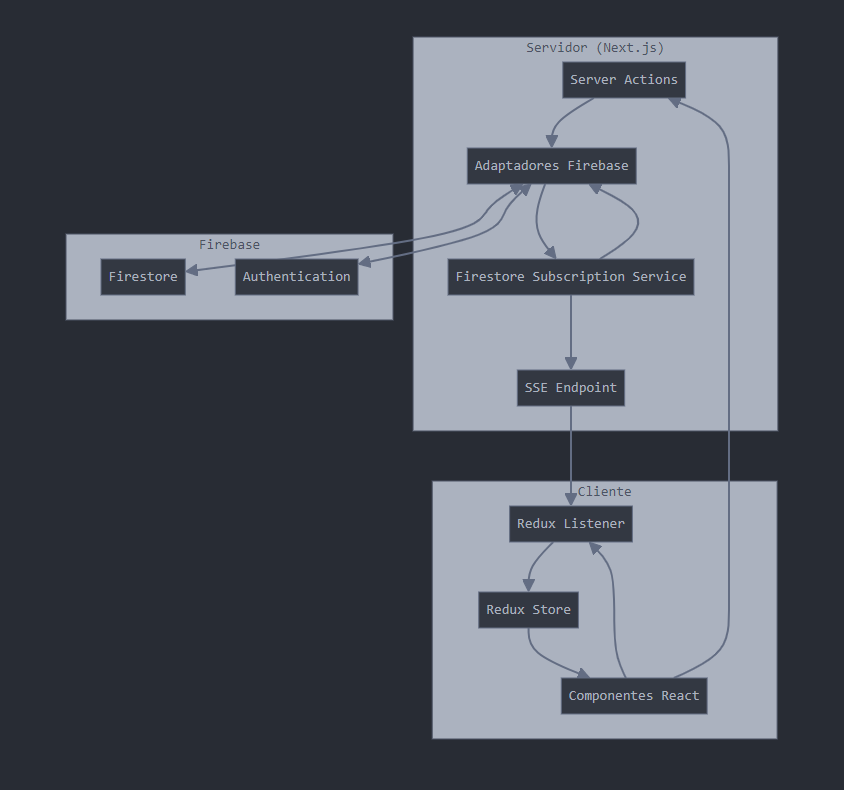 Servidor (Next.js)
Server Actions
Adaptadores Firebase
Firebase
Firestore
Authentication
Firestore Subscription Service
SSE Endpoint
Cliente
Redux Listener
Redux Store
Componentes React